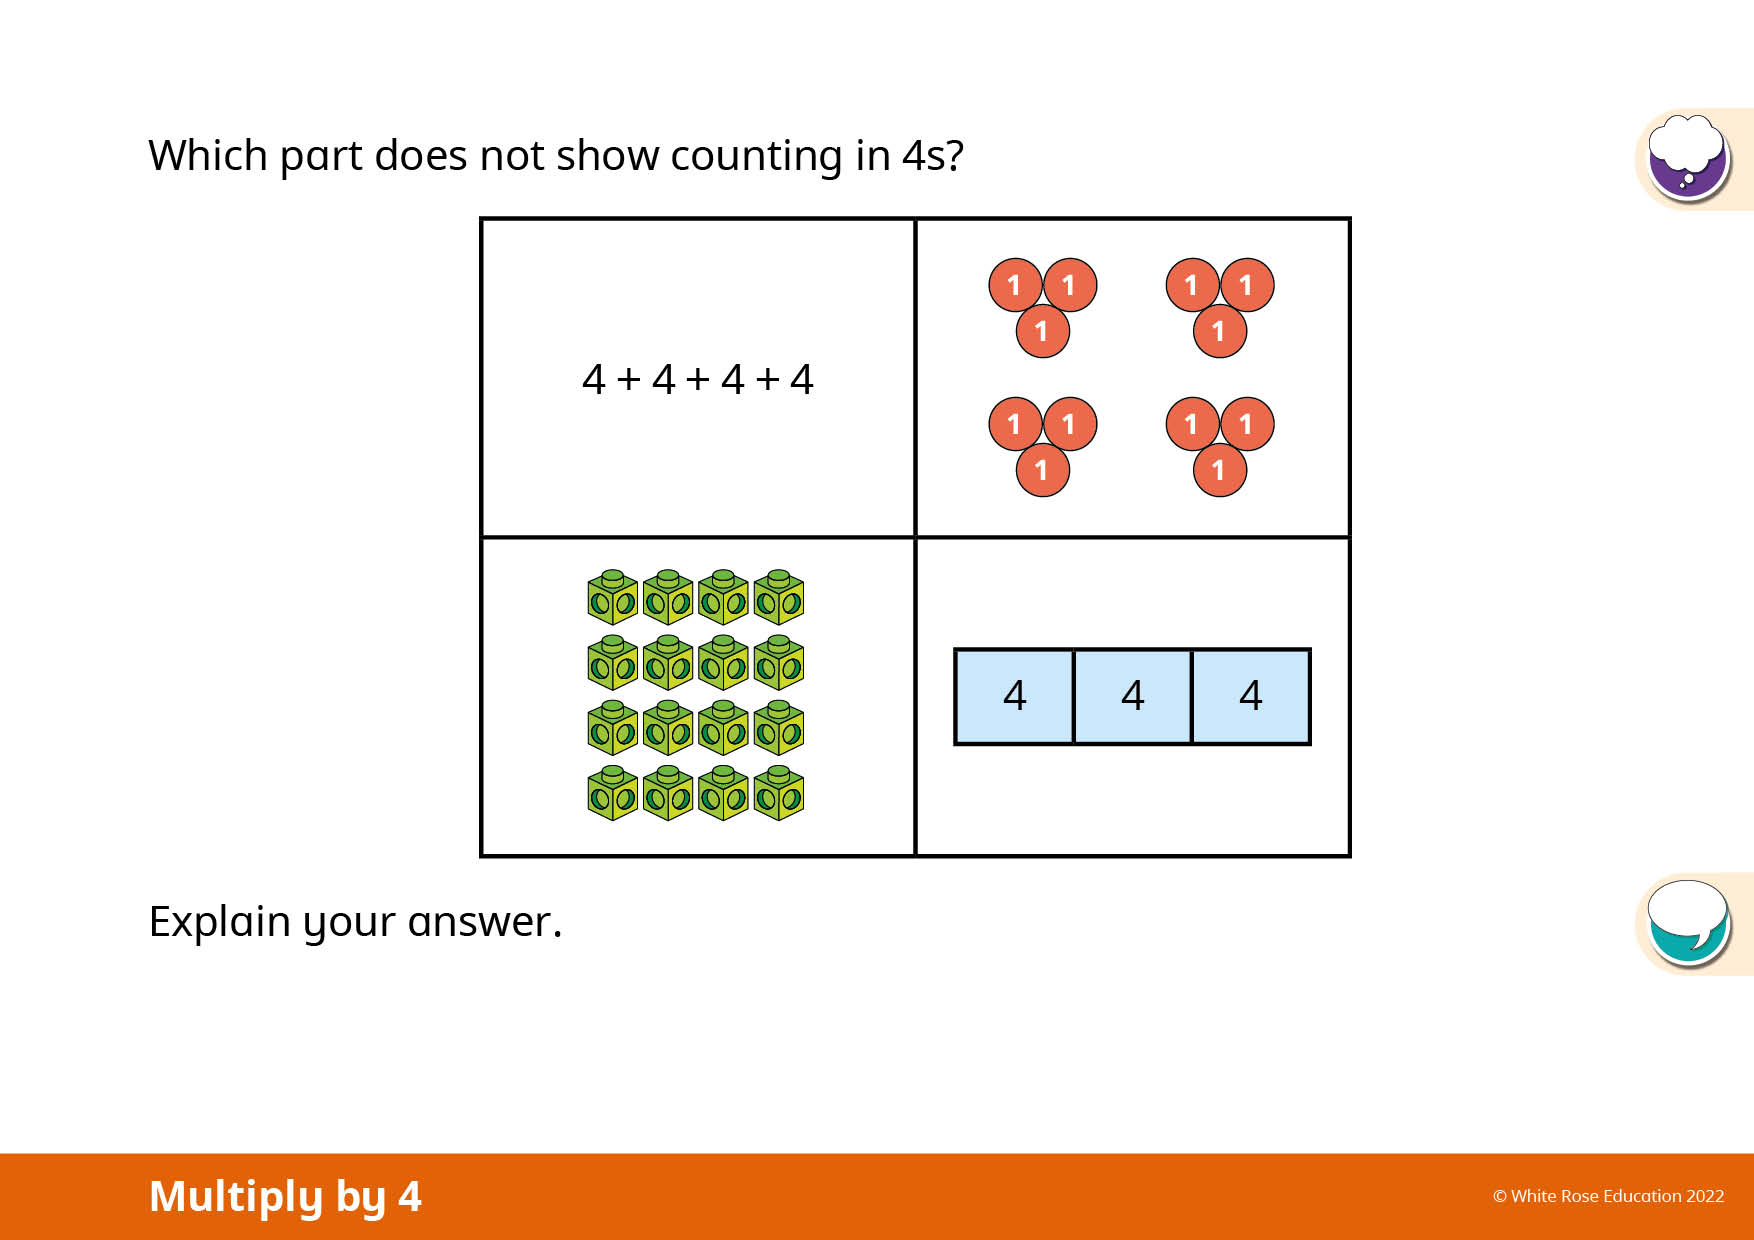 Which part does not show counting in 4s?
4 + 4 + 4 + 4
1 1 1 1
1 1
1 1 1 1
1 1
4 4 4
Explain your answer.
Multiply by 4
© White Rose Education 2022